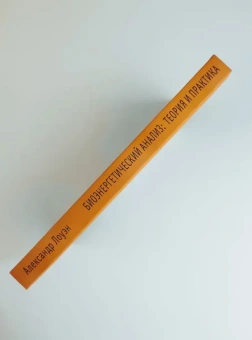 Александр Лоуэн БИОЭНЕРГЕТИЧЕСКИЙ АНАЛИЗ: ТЕОРИЯ И ПРАКТИКА